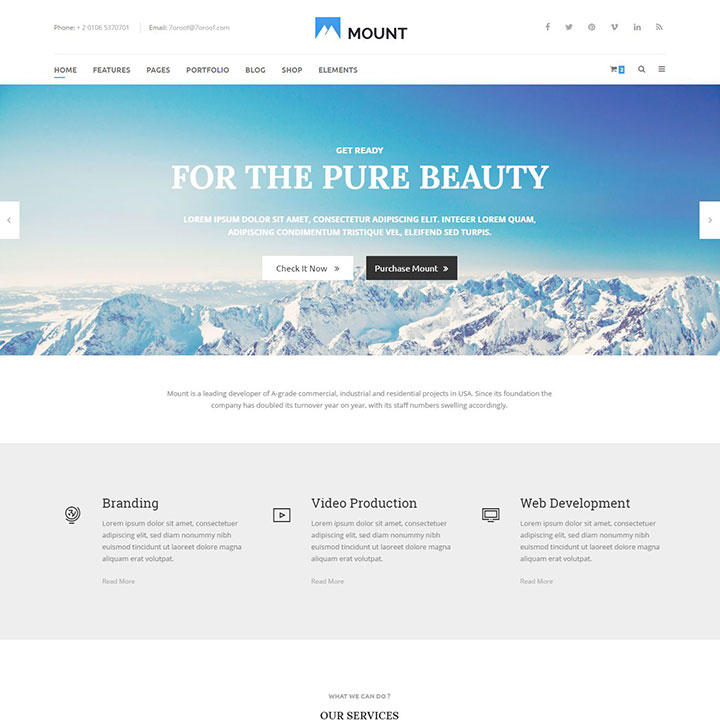 Phone: + 2 0106 5370701
Email: 7oroof@7oroof.com
MOUNT
HOME FEATURES PAGES PORTFOLIO BLOG SHOP ELEMENTS
GET READY
FOR THE PURE BEAUTY
LOREM IPSUM DOLOR SIT AMET, CONSECTETUR ADIPISCING ELIT. INTEGER LOREM QUAM,
ADIPISCING CONDIMENTUM TRISTIQUE VEL, ELEIFEND SED TURPIS.
Check It Now »
Purchase Mount »
Mount is a leading developer of A-grade commercial, industrial and residential projects in USA. Since its foundation the
company has doubled its turnover year on year, with its staff numbers swelling accordingly.
Branding
Lorem ipsum dolor sit amet, consectetuer
adipiscing elit, sed diam nonummy nibh
euismod tincidunt ut laoreet dolore magna
aliquam erat volutpat.
Read More
Video Production
Lorem ipsum dolor sit amet, consectetuer
adipiscing elit, sed diam nonummy nibh
euismod tincidunt ut laoreet dolore magna
aliquam erat volutpat.
Read More
Web Development
Lorem ipsum dolor sit amet, consectetuer
adipiscing elit, sed diam nonummy nibh
euismod tincidunt ut laoreet dolore magna
aliquam erat volutpat.
Read More
WHAT WE CAN DO ?
OUR SERVICES